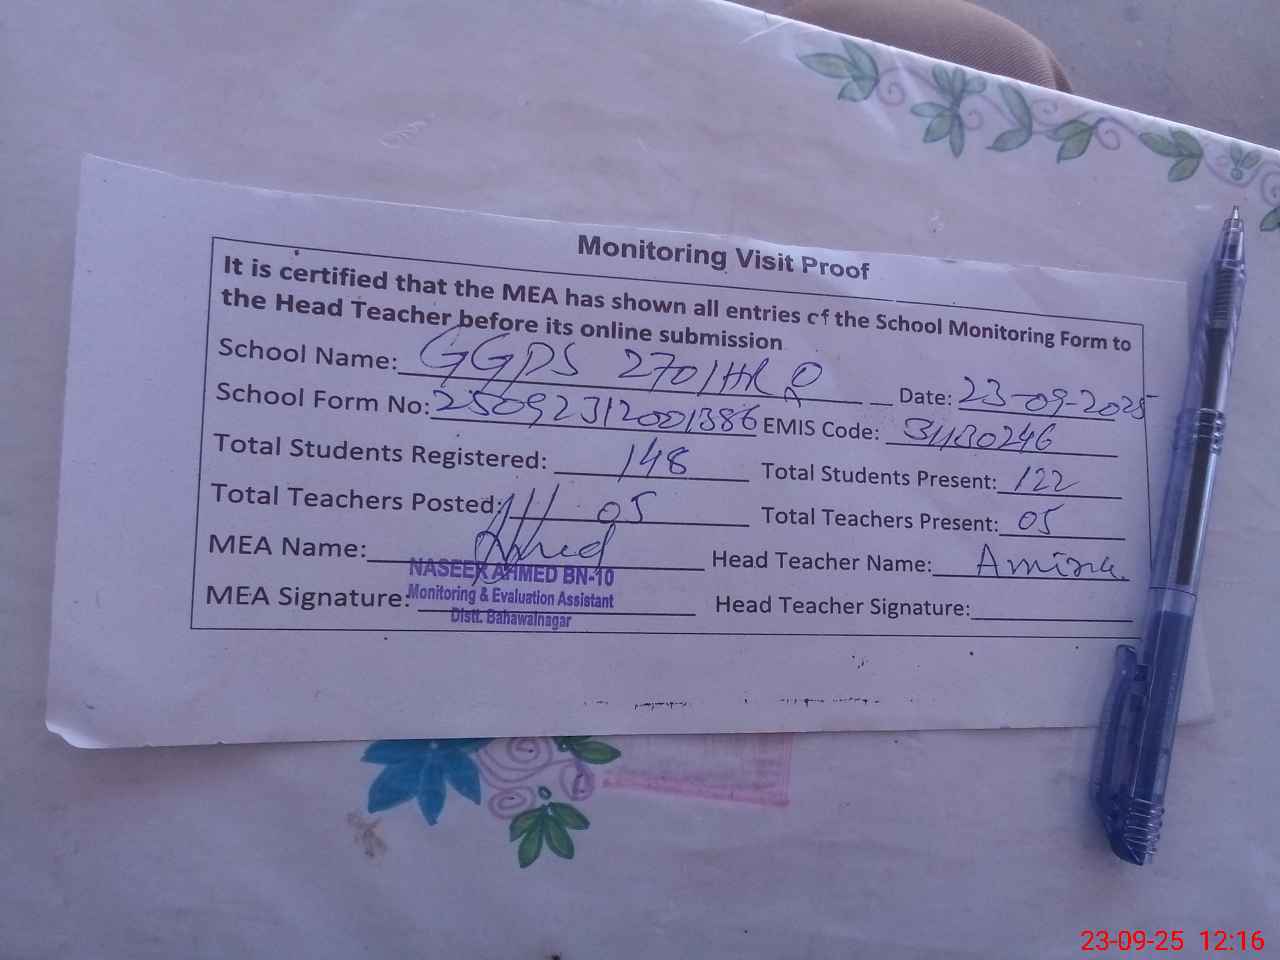 Monitoring Visit Proof
It is certified that the MEA has shown all entries of the School Monitoring Form to
the Head Teacher before its online submission
School Name: GGPS 270/HR Date: 23-09-2025
School Form No: 250923120001386 EMIS Code: 31130246
Total Students Registered: 148 Total Students Present: 122
Total Teachers Posted: 05 Total Teachers Present: 05
MEA Name: Head Teacher Name: Amina
NASEER AHMED BN-10
MEA Signature: Monitoring & Evaluation Assistant Head Teacher Signature:
Distt. Bahawalnagar
23-09-25 12:16